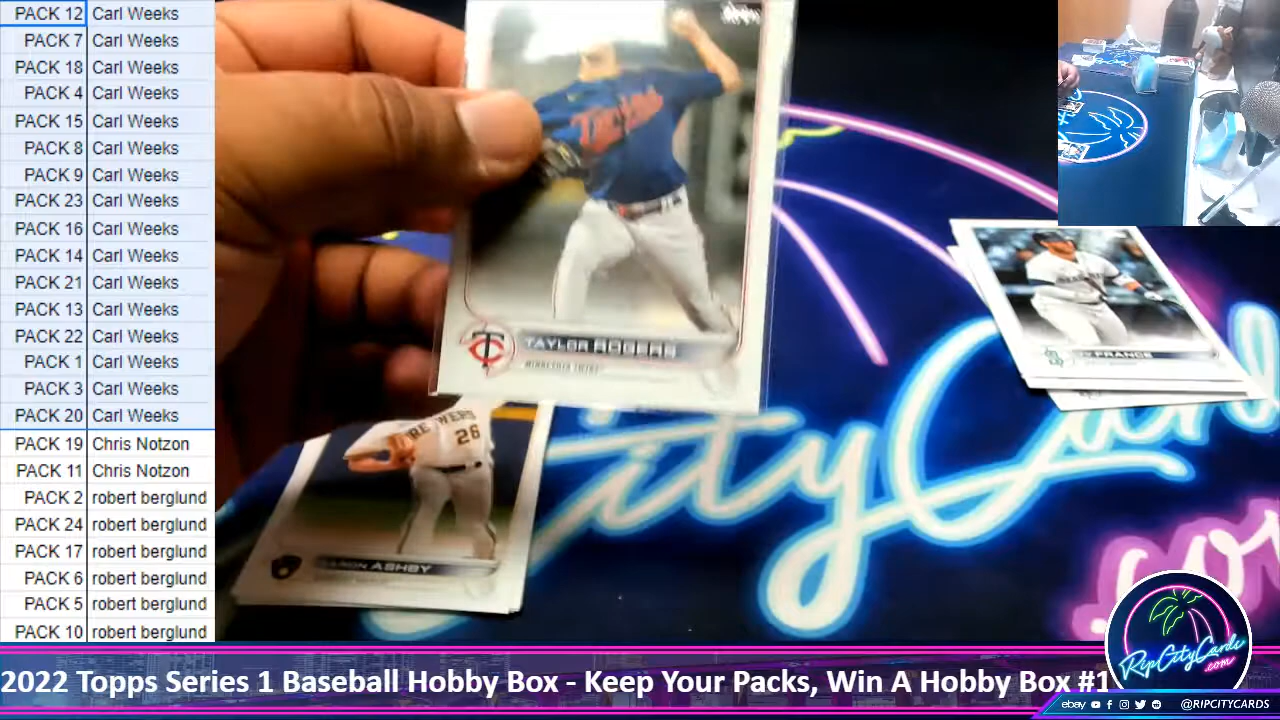 PACK 12 Carl Weeks
PACK 7 Carl Weeks
PACK 18 Carl Weeks
PACK 4 Carl Weeks
PACK 15 Carl Weeks
PACK 8 Carl Weeks
PACK 9 Carl Weeks
PACK 23 Carl Weeks
PACK 16 Carl Weeks
PACK 14 Carl Weeks
PACK 21 Carl Weeks
PACK 13 Carl Weeks
PACK 22 Carl Weeks
PACK 1 Carl Weeks
PACK 3 Carl Weeks
PACK 20 Carl Weeks
PACK 19 Chris Notzon
PACK 11 Chris Notzon
PACK 2 robert berglund
PACK 24 robert berglund
PACK 17 robert berglund
PACK 6 robert berglund
PACK 5 robert berglund
PACK 10 robert berglund
TC
TAYLOR ROGERS
MINNESOTA TWINS
FRANCE
26
ASHBY
RipCityCards
.com
2022 Topps Series 1 Baseball Hobby Box - Keep Your Packs, Win A Hobby Box #1
ebay @RIPCITYCARDS